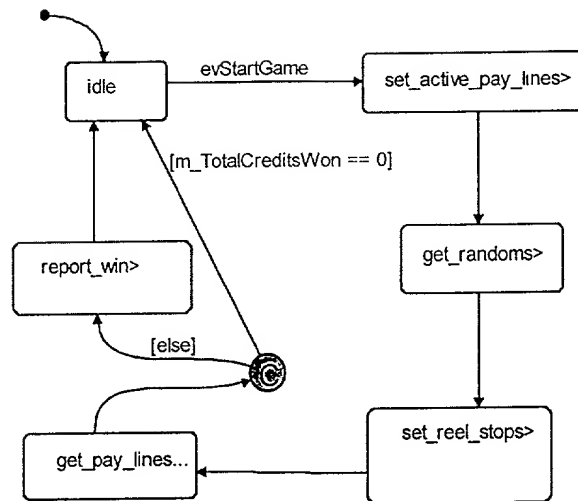 idle
evStartGame
set_active_pay_lines>
[m_TotalCreditsWon == 0]
get_randoms>
report_win>
[else]
set_reel_stops>
get_pay_lines...